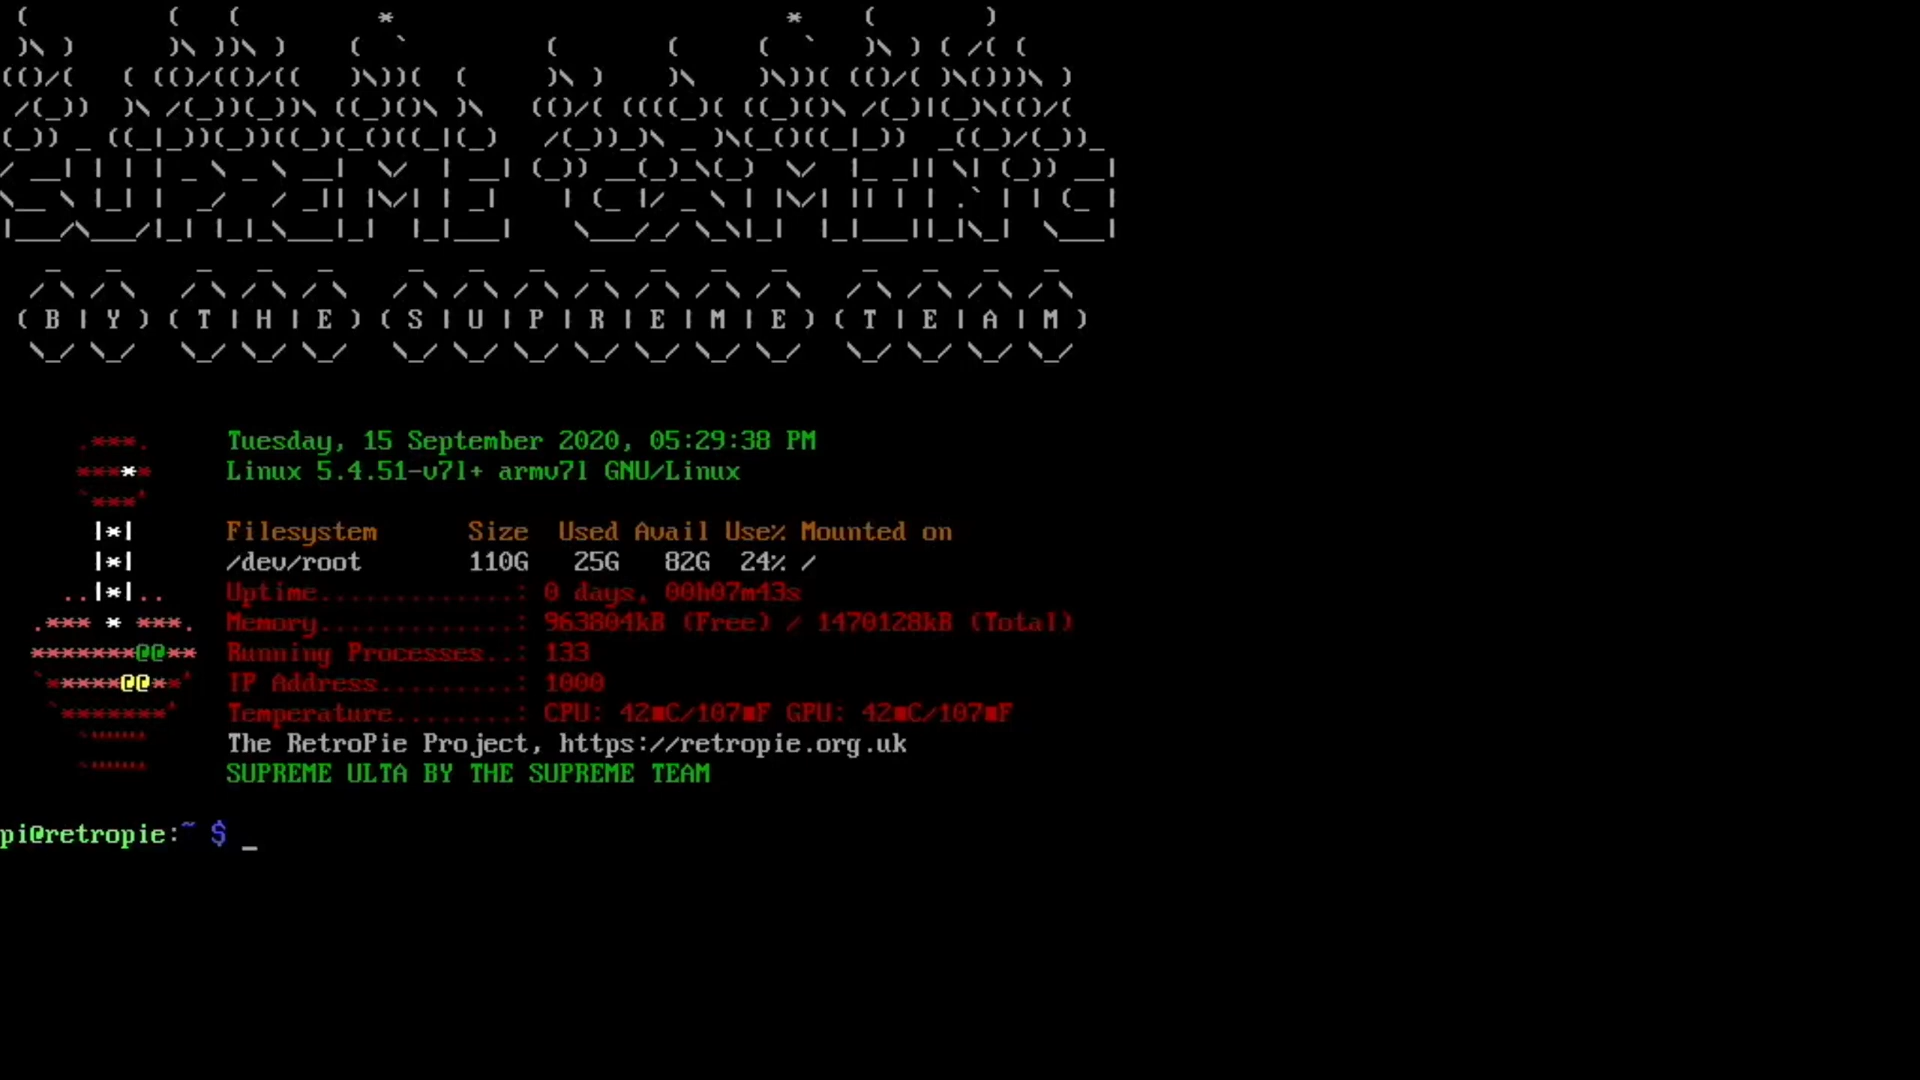 SUPREME GAMING
(B|Y)(T|H|E)(S|U|P|R|E|M|E)(T|E|A|M)
Tuesday, 15 September 2020, 05:29:38 PM
Linux 5.4.51-v7l+ armv7l GNU/Linux
Filesystem Size Used Avail Use% Mounted on
/dev/root 110G 25G 82G 24% /
Uptime.............: 0 days, 00h07m43s
Memory.............: 963804kB (Free) / 1470128kB (Total)
Running Processes..: 133
IP Address.........: 1000
Temperature........: CPU: 42■C/107■F GPU: 42■C/107■F
The RetroPie Project, https://retropie.org.uk
SUPREME ULTA BY THE SUPREME TEAM
pi@retropie:~ $ _